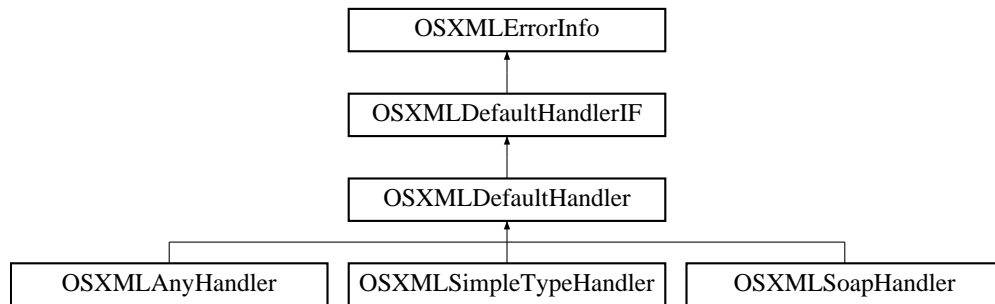 OSXMLErrorInfo
OSXMLDefaultHandlerIF
OSXMLDefaultHandler
OSXMLAnyHandler OSXMLSimpleTypeHandler OSXMLSoapHandler